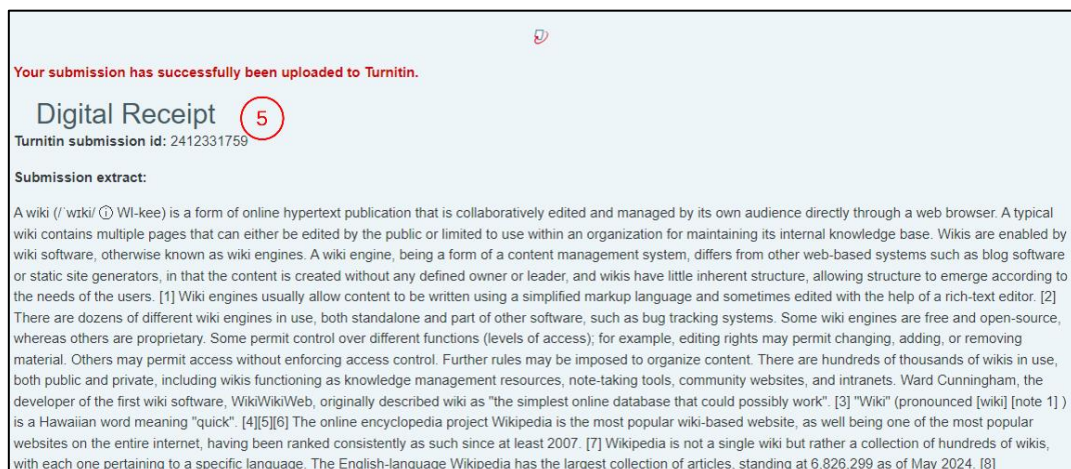 Your submission has successfully been uploaded to Turnitin.
Digital Receipt 5
Turnitin submission id: 2412331759
Submission extract:
A wiki (/ˈwɪki/ ⓘ WI-kee) is a form of online hypertext publication that is collaboratively edited and managed by its own audience directly through a web browser. A typical
wiki contains multiple pages that can either be edited by the public or limited to use within an organization for maintaining its internal knowledge base. Wikis are enabled by
wiki software, otherwise known as wiki engines. A wiki engine, being a form of a content management system, differs from other web-based systems such as blog software
or static site generators, in that the content is created without any defined owner or leader, and wikis have little inherent structure, allowing structure to emerge according to
the needs of the users. [1] Wiki engines usually allow content to be written using a simplified markup language and sometimes edited with the help of a rich-text editor. [2]
There are dozens of different wiki engines in use, both standalone and part of other software, such as bug tracking systems. Some wiki engines are free and open-source,
whereas others are proprietary. Some permit control over different functions (levels of access); for example, editing rights may permit changing, adding, or removing
material. Others may permit access without enforcing access control. Further rules may be imposed to organize content. There are hundreds of thousands of wikis in use,
both public and private, including wikis functioning as knowledge management resources, note-taking tools, community websites, and intranets. Ward Cunningham, the
developer of the first wiki software, WikiWikiWeb, originally described wiki as "the simplest online database that could possibly work". [3] "Wiki" (pronounced [wiki] [note 1] )
is a Hawaiian word meaning "quick". [4][5][6] The online encyclopedia project Wikipedia is the most popular wiki-based website, as well being one of the most popular
websites on the entire internet, having been ranked consistently as such since at least 2007. [7] Wikipedia is not a single wiki but rather a collection of hundreds of wikis,
with each one pertaining to a specific language. The English-language Wikipedia has the largest collection of articles, standing at 6,826,299 as of May 2024. [8]